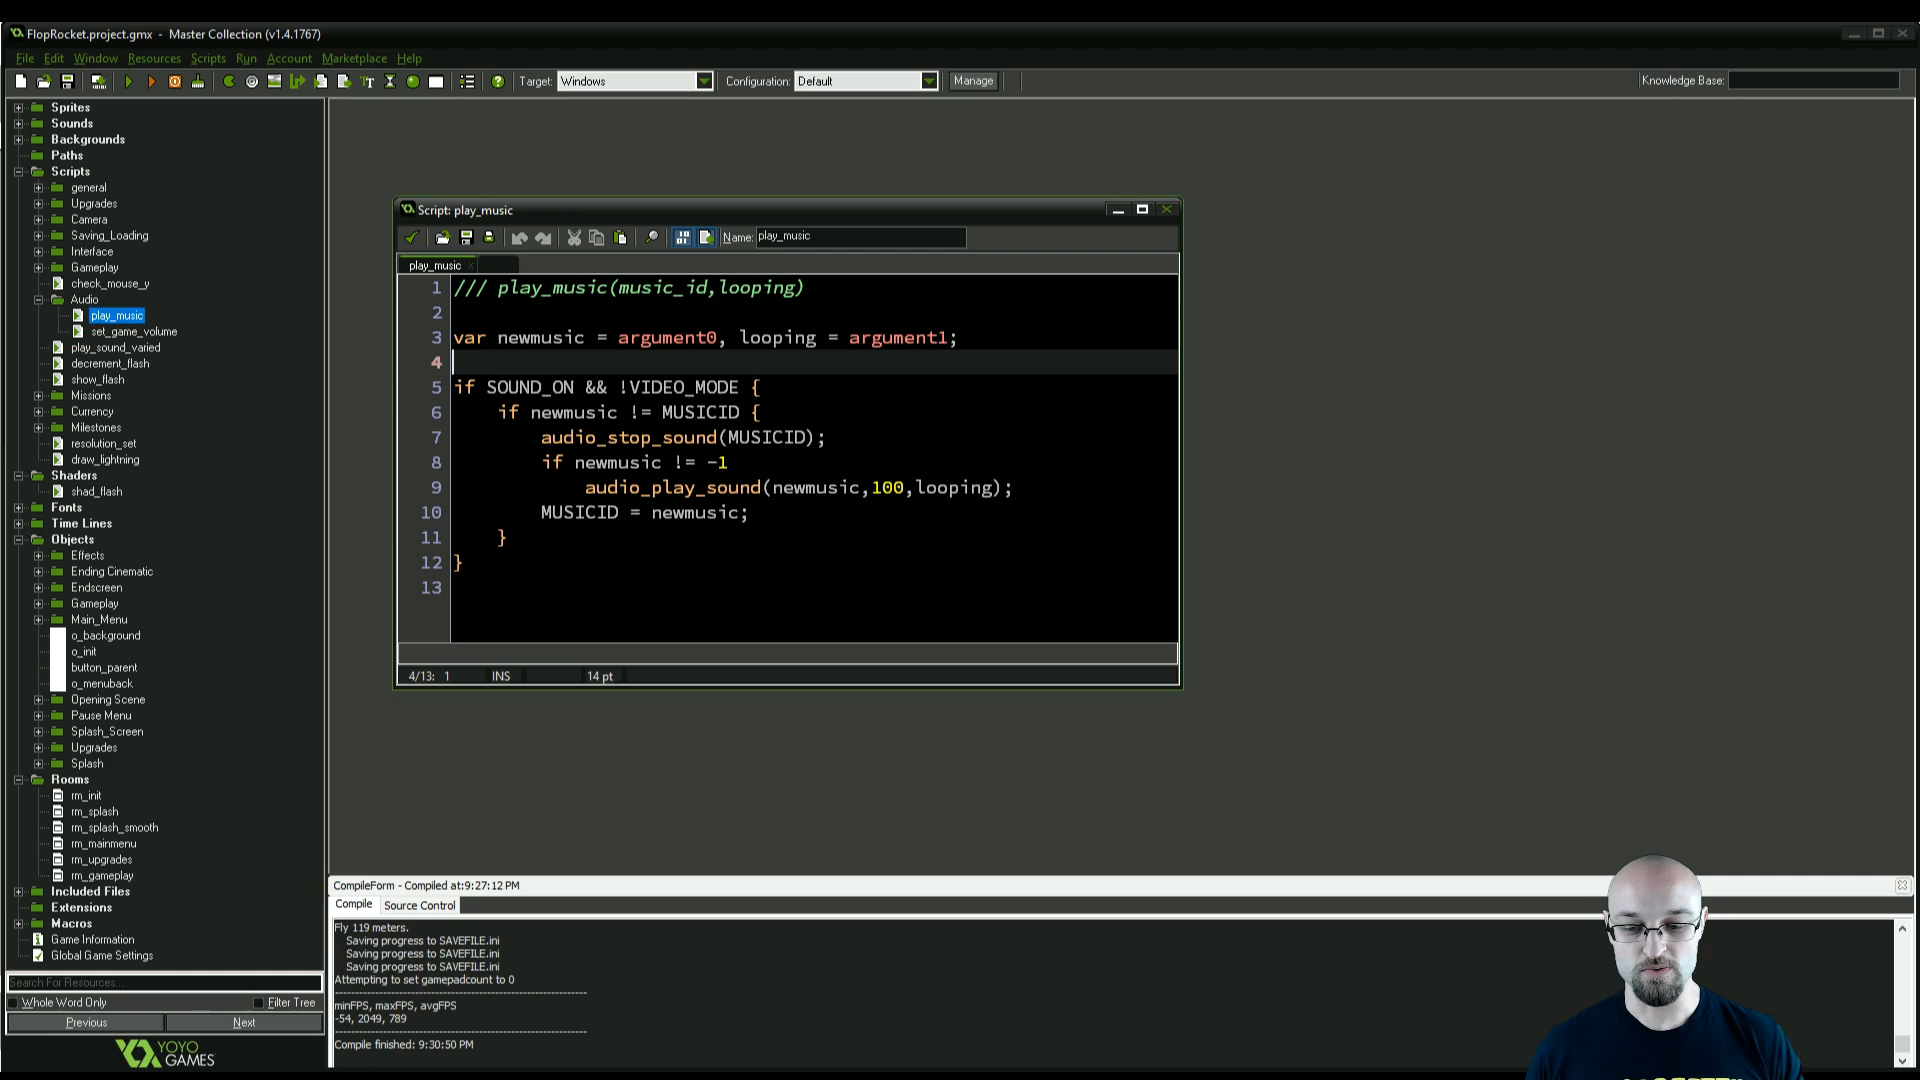 FlopRocket.project.gmx - Master Collection (v1.4.1767)
File Edit Window Resources Scripts Run Account Marketplace Help
Target: Windows Configuration: Default Manage Knowledge Base:
Sprites
Sounds
Backgrounds
Paths
Scripts
general
Upgrades
Camera
Saving_Loading
Interface
Gameplay
check_mouse_y
Audio
play_music
set_game_volume
play_sound_varied
decrement_flash
show_flash
Missions
Currency
Milestones
resolution_set
draw_lightning
Shaders
shad_flash
Fonts
Time Lines
Objects
Effects
Ending Cinematic
Endscreen
Gameplay
Main_Menu
o_background
o_init
button_parent
o_menuback
Opening Scene
Pause Menu
Splash_Screen
Upgrades
Splash
Rooms
rm_init
rm_splash
rm_splash_smooth
rm_mainmenu
rm_upgrades
rm_gameplay
Included Files
Extensions
Macros
Game Information
Global Game Settings
Search For Resources...
Whole Word Only Filter Tree
Previous Next
YOYO
GAMES
Script: play_music
Name: play_music
play_music
1 /// play_music(music_id,looping)
2
3 var newmusic = argument0, looping = argument1;
4
5 if SOUND_ON && !VIDEO_MODE {
6 if newmusic != MUSICID {
7 audio_stop_sound(MUSICID);
8 if newmusic != -1
9 audio_play_sound(newmusic,100,looping);
10 MUSICID = newmusic;
11 }
12 }
13
4/13: 1 INS 14 pt
CompileForm - Compiled at:9:27:12 PM
Compile Source Control
Fly 119 meters.
Saving progress to SAVEFILE.ini
Saving progress to SAVEFILE.ini
Saving progress to SAVEFILE.ini
Attempting to set gamepadcount to 0
minFPS, maxFPS, avgFPS
-54, 2049, 789
Compile finished: 9:30:50 PM